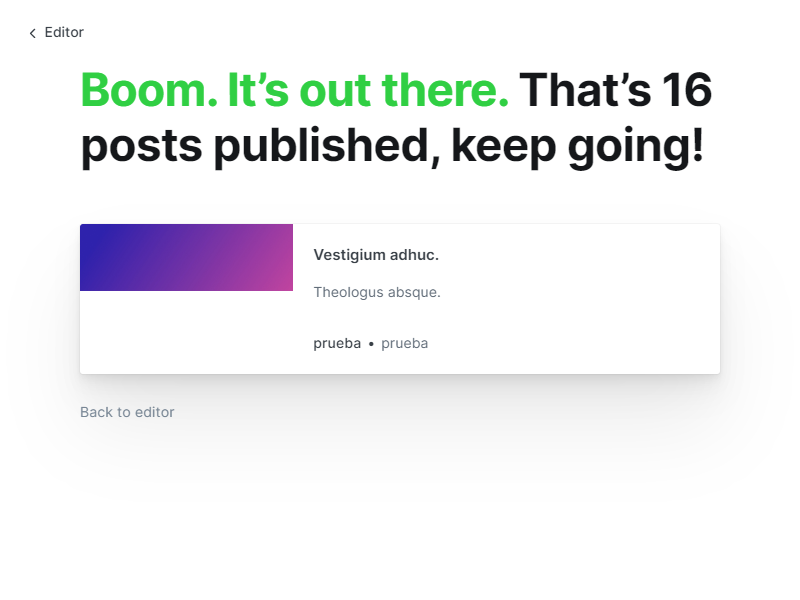 Editor
Boom. It’s out there. That’s 16
posts published, keep going!
Vestigium adhuc.
Theologus absque.
prueba • prueba
Back to editor